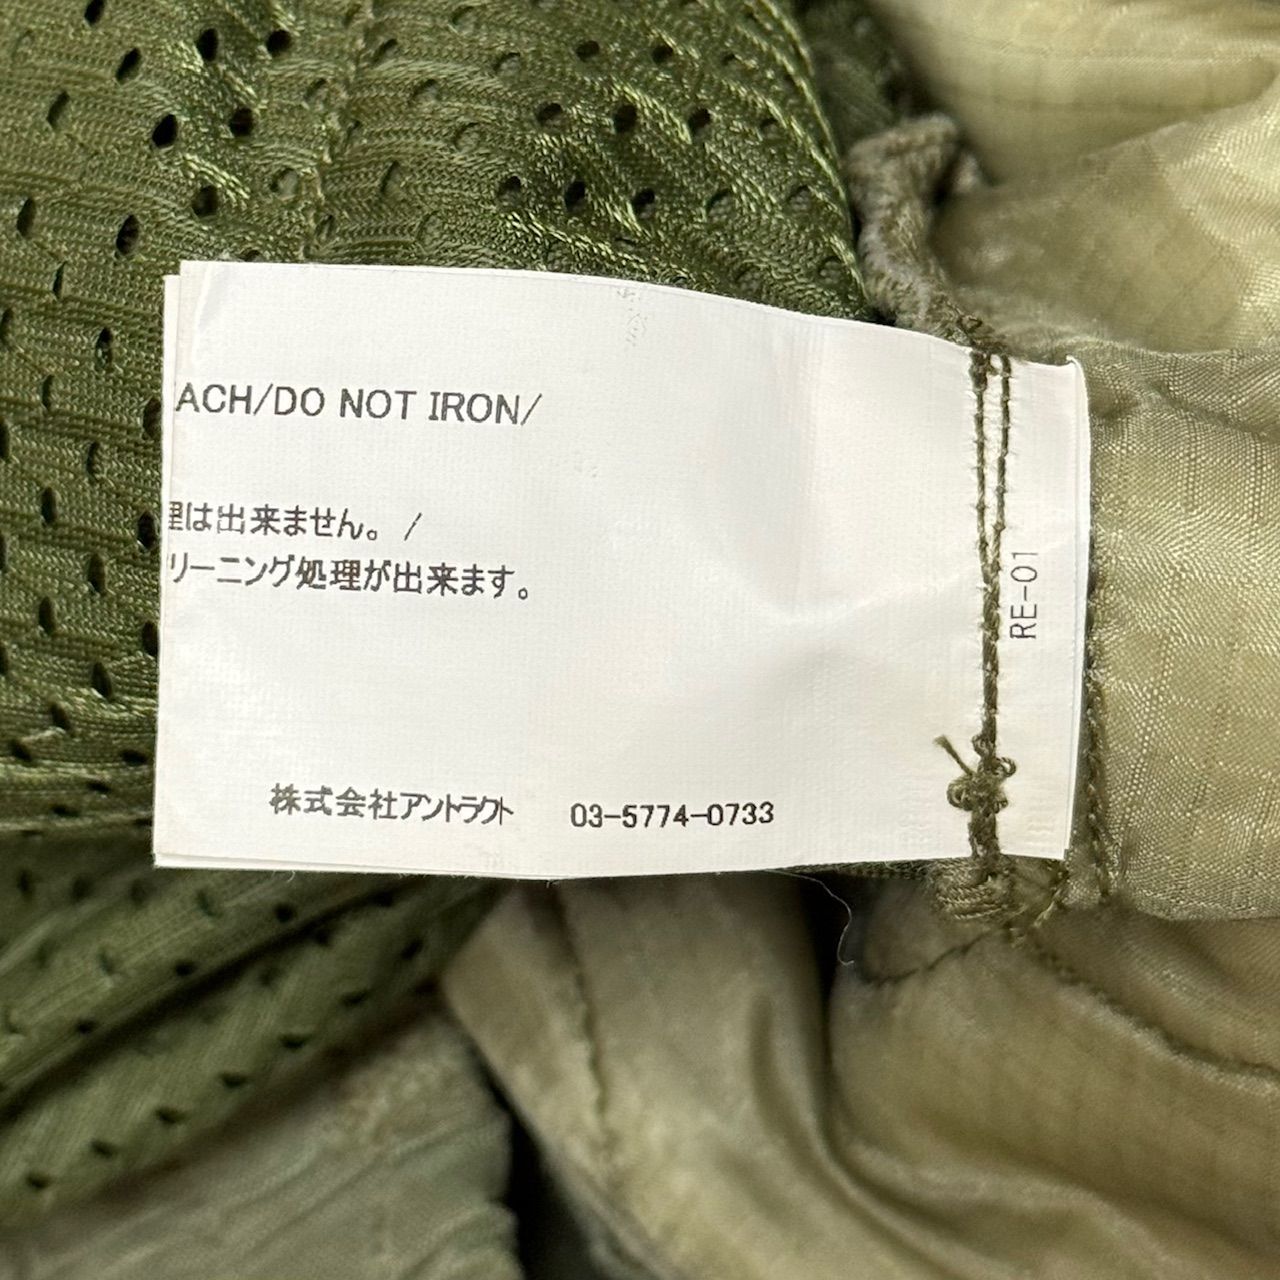 ACH/DO NOT IRON/
理は出来ません。 /
リーニング処理が出来ます。
株式会社アントラクト 03-5774-0733
RE-01